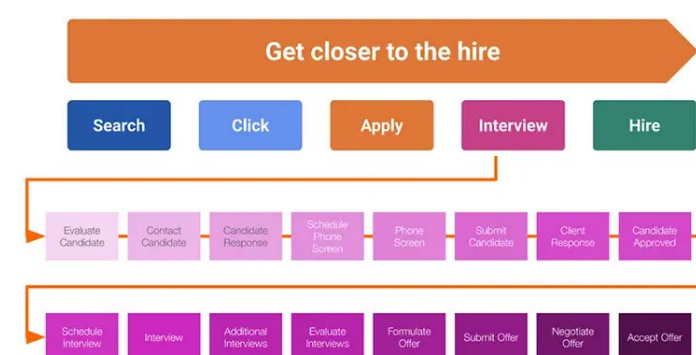 Get closer to the hire
Search
Click
Apply
Interview
Hire
Evaluate
Candidate
Contact
Candidate
Candidate
Response
Schedule
Phone
Screen
Phone
Screen
Submit
Candidate
Client
Response
Candidate
Approved
Schedule
Interview
Interview
Additional
Interviews
Evaluate
Interviews
Formulate
Offer
Submit Offer
Negotiate
Offer
Accept Offer